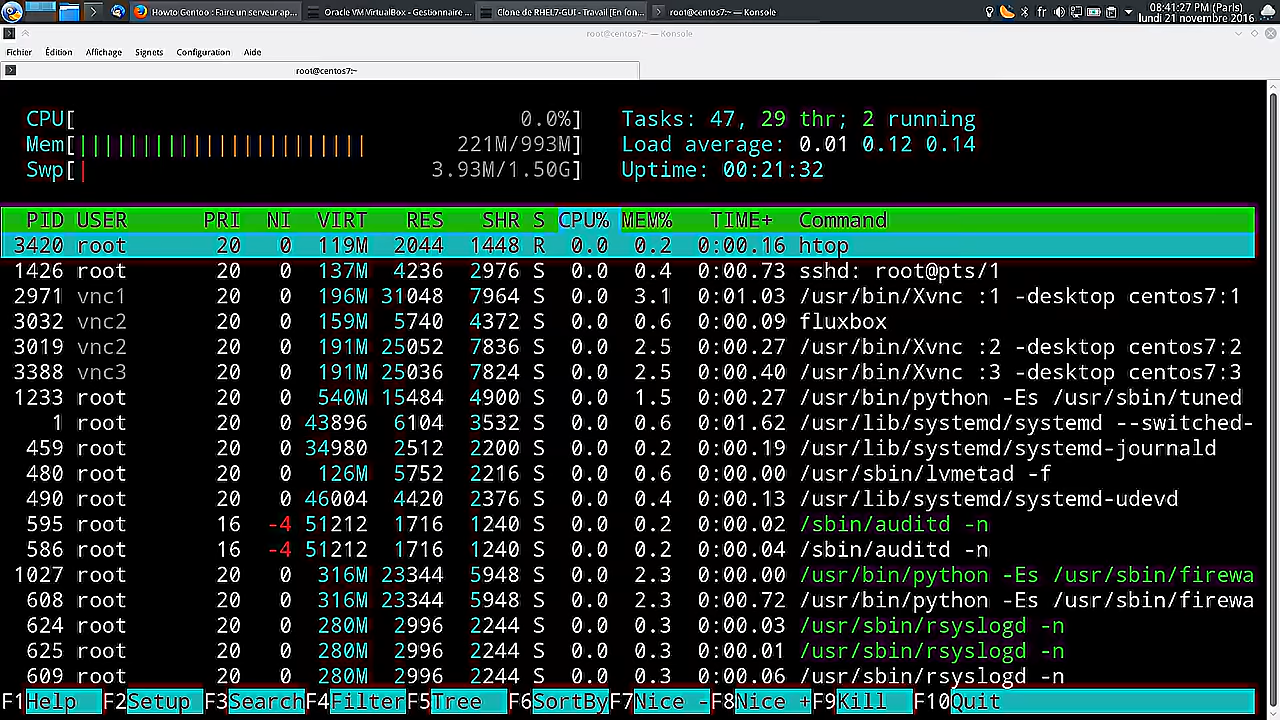 Howto Gentoo : Faire un serveur ap... Oracle VM VirtualBox - Gestionnaire ... Clone de RHEL7-GUI - Travail [En fon... root@centos7:~ — Konsole fr 08:41:27 PM (Paris)
lundi 21 novembre 2016
root@centos7:~ — Konsole
Fichier Édition Affichage Signets Configuration Aide
root@centos7:~
CPU[ 0.0%] Tasks: 47, 29 thr; 2 running
Mem[||||||||||||||||||||||| 221M/993M] Load average: 0.01 0.12 0.14
Swp[| 3.93M/1.50G] Uptime: 00:21:32
PID USER PRI NI VIRT RES SHR S CPU% MEM% TIME+ Command
3420 root 20 0 119M 2044 1448 R 0.0 0.2 0:00.16 htop
1426 root 20 0 137M 4236 2976 S 0.0 0.4 0:00.73 sshd: root@pts/1
2971 vnc1 20 0 196M 31048 7964 S 0.0 3.1 0:01.03 /usr/bin/Xvnc :1 -desktop centos7:1
3032 vnc2 20 0 159M 5740 4372 S 0.0 0.6 0:00.09 fluxbox
3019 vnc2 20 0 191M 25052 7836 S 0.0 2.5 0:00.27 /usr/bin/Xvnc :2 -desktop centos7:2
3388 vnc3 20 0 191M 25036 7824 S 0.0 2.5 0:00.40 /usr/bin/Xvnc :3 -desktop centos7:3
1233 root 20 0 540M 15484 4900 S 0.0 1.5 0:00.27 /usr/bin/python -Es /usr/sbin/tuned
1 root 20 0 43896 6104 3532 S 0.0 0.6 0:01.62 /usr/lib/systemd/systemd --switched-
459 root 20 0 34980 2512 2200 S 0.0 0.2 0:00.19 /usr/lib/systemd/systemd-journald
480 root 20 0 126M 5752 2216 S 0.0 0.6 0:00.00 /usr/sbin/lvmetad -f
490 root 20 0 46004 4420 2376 S 0.0 0.4 0:00.13 /usr/lib/systemd/systemd-udevd
595 root 16 -4 51212 1716 1240 S 0.0 0.2 0:00.02 /sbin/auditd -n
586 root 16 -4 51212 1716 1240 S 0.0 0.2 0:00.04 /sbin/auditd -n
1027 root 20 0 316M 23344 5948 S 0.0 2.3 0:00.00 /usr/bin/python -Es /usr/sbin/firewa
608 root 20 0 316M 23344 5948 S 0.0 2.3 0:00.72 /usr/bin/python -Es /usr/sbin/firewa
624 root 20 0 280M 2996 2244 S 0.0 0.3 0:00.03 /usr/sbin/rsyslogd -n
625 root 20 0 280M 2996 2244 S 0.0 0.3 0:00.01 /usr/sbin/rsyslogd -n
609 root 20 0 280M 2996 2244 S 0.0 0.3 0:00.06 /usr/sbin/rsyslogd -n
F1Help F2Setup F3SearchF4FilterF5Tree F6SortByF7Nice -F8Nice +F9Kill F10Quit